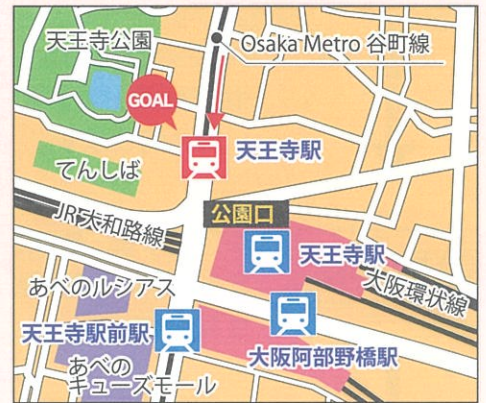 天王寺公園
Osaka Metro 谷町線
GOAL
天王寺駅
てんしば
JR大和路線
公園口
天王寺駅
大阪環状線
あべのルシアス
天王寺駅前駅
大阪阿部野橋駅
あべの
キューズモール